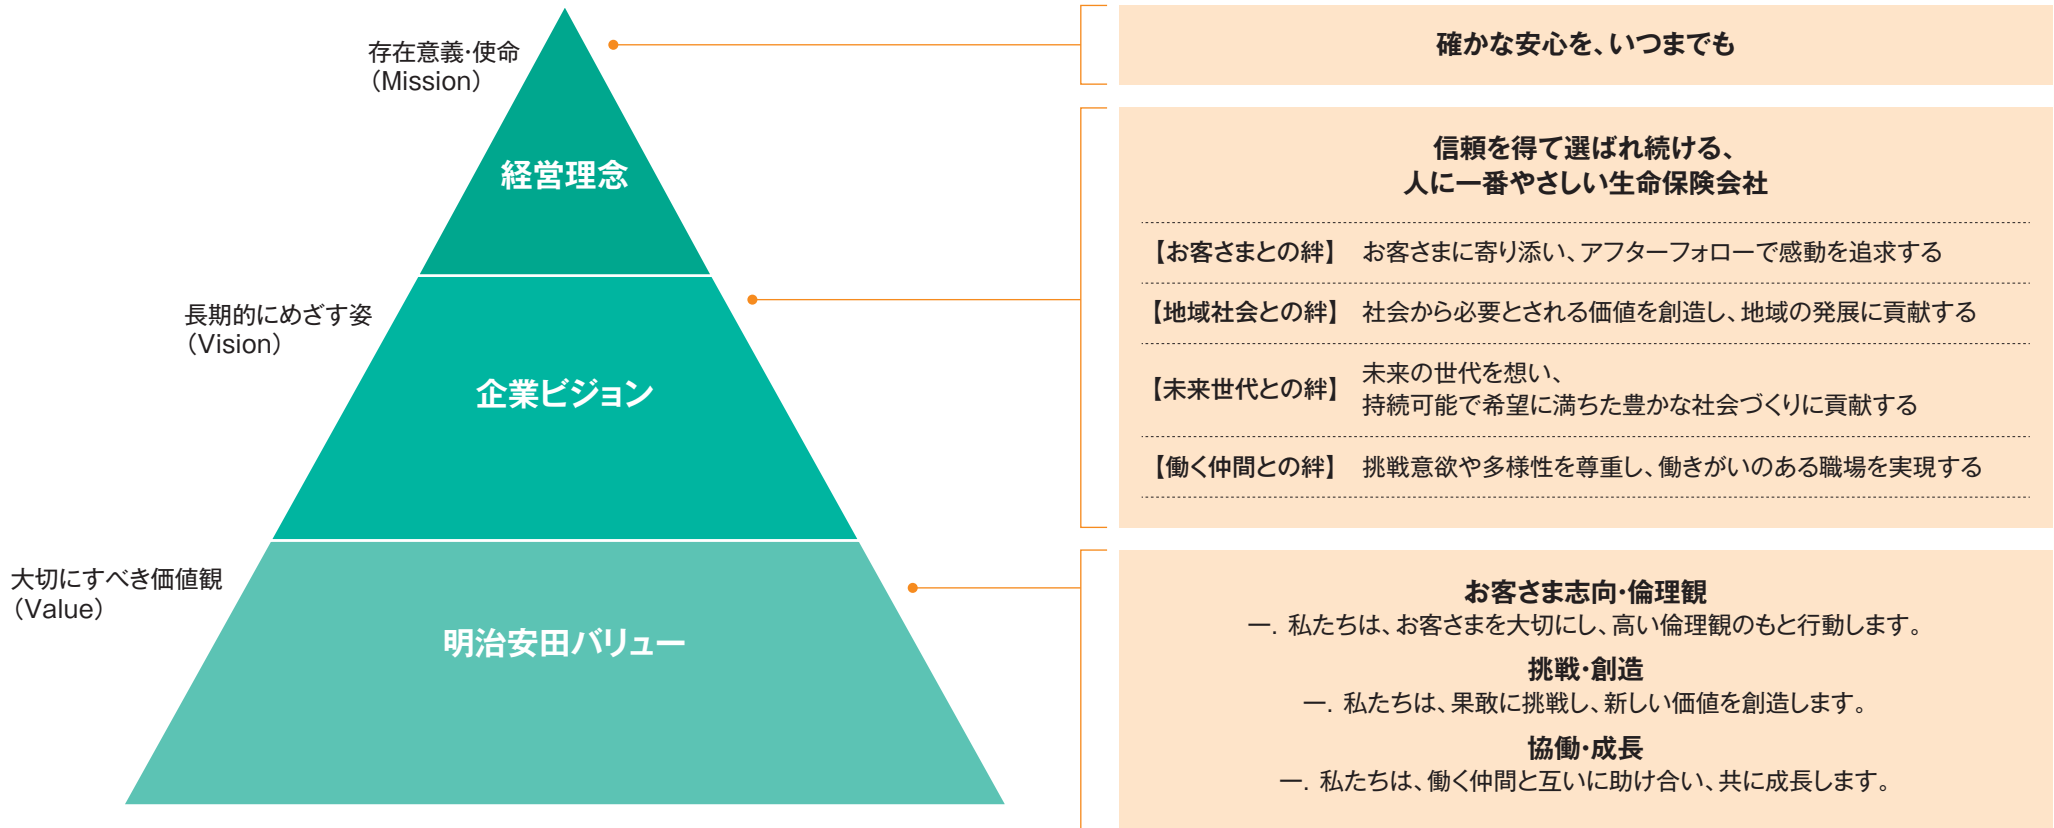 存在意義・使命
（Mission）
経営理念
確かな安心を、いつまでも
長期的にめざす姿
（Vision）
企業ビジョン
信頼を得て選ばれ続ける、
人に一番やさしい生命保険会社
【お客さまとの絆】 お客さまに寄り添い、アフターフォローで感動を追求する
【地域社会との絆】 社会から必要とされる価値を創造し、地域の発展に貢献する
【未来世代との絆】 未来の世代を想い、
持続可能で希望に満ちた豊かな社会づくりに貢献する
【働く仲間との絆】 挑戦意欲や多様性を尊重し、働きがいのある職場を実現する
大切にすべき価値観
（Value）
明治安田バリュー
お客さま志向・倫理観
一. 私たちは、お客さまを大切にし、高い倫理観のもと行動します。
挑戦・創造
一. 私たちは、果敢に挑戦し、新しい価値を創造します。
協働・成長
一. 私たちは、働く仲間と互いに助け合い、共に成長します。